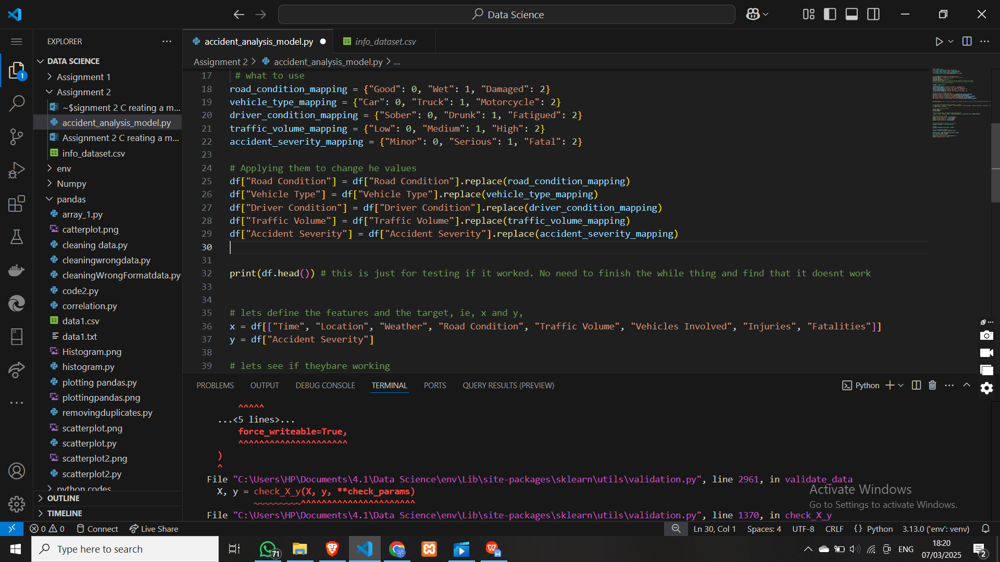 Data Science
EXPLORER
DATA SCIENCE
Assignment 1
Assignment 2
~$signment 2 C reating a m...
accident_analysis_model.py
Assignment 2 C reating a m...
info_dataset.csv
env
Numpy
pandas
array_1.py
catterplot.png
cleaning data.py
cleaningwrongdata.py
cleaningWrongFormatdata.py
code2.py
correlation.py
data1.csv
data1.txt
Histogram.png
histogram.py
plotting pandas.py
plottingpandas.png
removingduplicates.py
scatterplot.png
scatterplot.py
scatterplot2.png
scatterplot2.py
python codes
OUTLINE
TIMELINE
1
accident_analysis_model.py
info_dataset.csv
Assignment 2 > accident_analysis_model.py > ...
17 # what to use
18 road_condition_mapping = {"Good": 0, "Wet": 1, "Damaged": 2}
19 vehicle_type_mapping = {"Car": 0, "Truck": 1, "Motorcycle": 2}
20 driver_condition_mapping = {"Sober": 0, "Drunk": 1, "Fatigued": 2}
21 traffic_volume_mapping = {"Low": 0, "Medium": 1, "High": 2}
22 accident_severity_mapping = {"Minor": 0, "Serious": 1, "Fatal": 2}
23
24 # Applying them to change he values
25 df["Road Condition"] = df["Road Condition"].replace(road_condition_mapping)
26 df["Vehicle Type"] = df["Vehicle Type"].replace(vehicle_type_mapping)
27 df["Driver Condition"] = df["Driver Condition"].replace(driver_condition_mapping)
28 df["Traffic Volume"] = df["Traffic Volume"].replace(traffic_volume_mapping)
29 df["Accident Severity"] = df["Accident Severity"].replace(accident_severity_mapping)
30
31
32 print(df.head()) # this is just for testing if it worked. No need to finish the while thing and find that it doesnt work
33
34
35 # lets define the features and the target, ie, x and y,
36 x = df[["Time", "Location", "Weather", "Road Condition", "Traffic Volume", "Vehicles Involved", "Injuries", "Fatalities"]]
37 y = df["Accident Severity"]
38
39 # lets see if theybare working
PROBLEMS OUTPUT DEBUG CONSOLE TERMINAL PORTS QUERY RESULTS (PREVIEW)
Python
^^^^^
...<5 lines>...
force_writeable=True,
^^^^^^^^^^^^^^^^^^^^^
)
^
File "C:\Users\HP\Documents\4.1\Data Science\env\Lib\site-packages\sklearn\utils\validation.py", line 2961, in validate_data
X, y = check_X_y(X, y, **check_params)
~~~~~~~~~^^^^^^^^^^^^^^^^^^^^^^
File "C:\Users\HP\Documents\4.1\Data Science\env\Lib\site-packages\sklearn\utils\validation.py", line 1370, in check_X_y
Activate Windows
Go to Settings to activate Windows.
0 0 Connect Live Share
Ln 30, Col 1 Spaces: 4 UTF-8 CRLF {} Python 3.13.0 ('env': venv)
Type here to search
71
ENG
18:20
07/03/2025
2